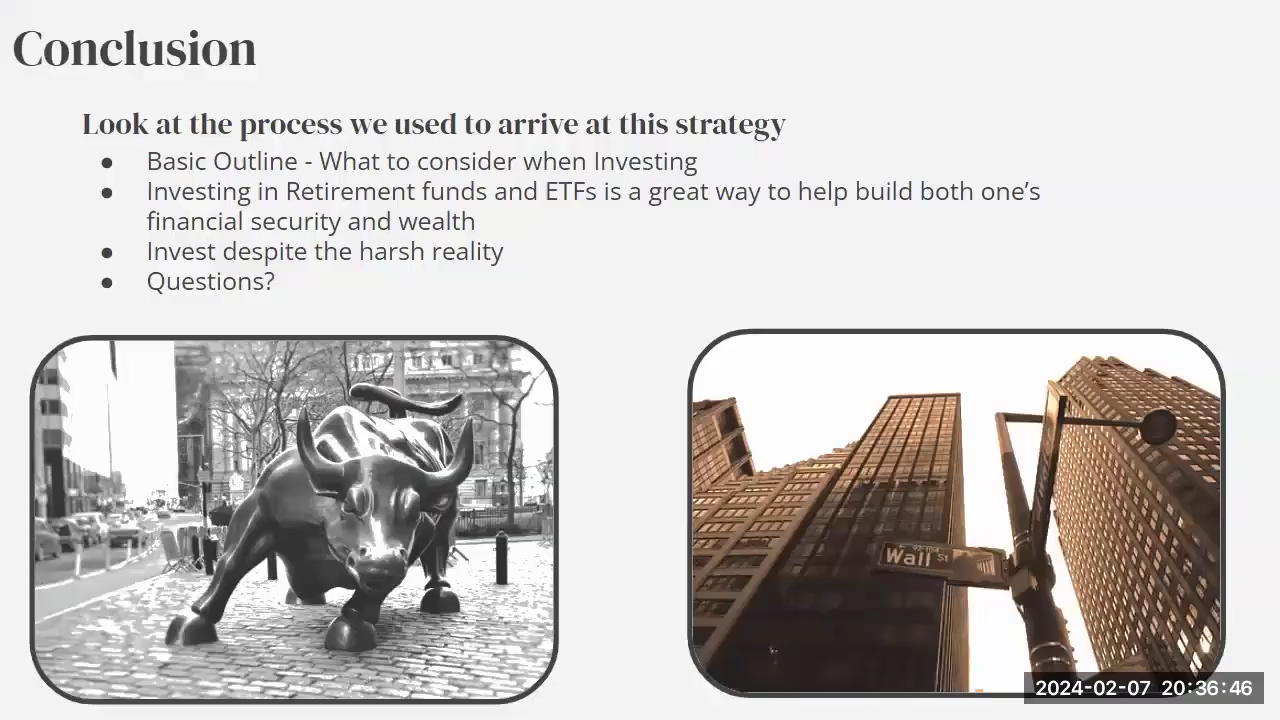 Conclusion
Look at the process we used to arrive at this strategy
● Basic Outline - What to consider when Investing
● Investing in Retirement funds and ETFs is a great way to help build both one’s
financial security and wealth
● Invest despite the harsh reality
● Questions?
Wall St
2024-02-07 20:36:46